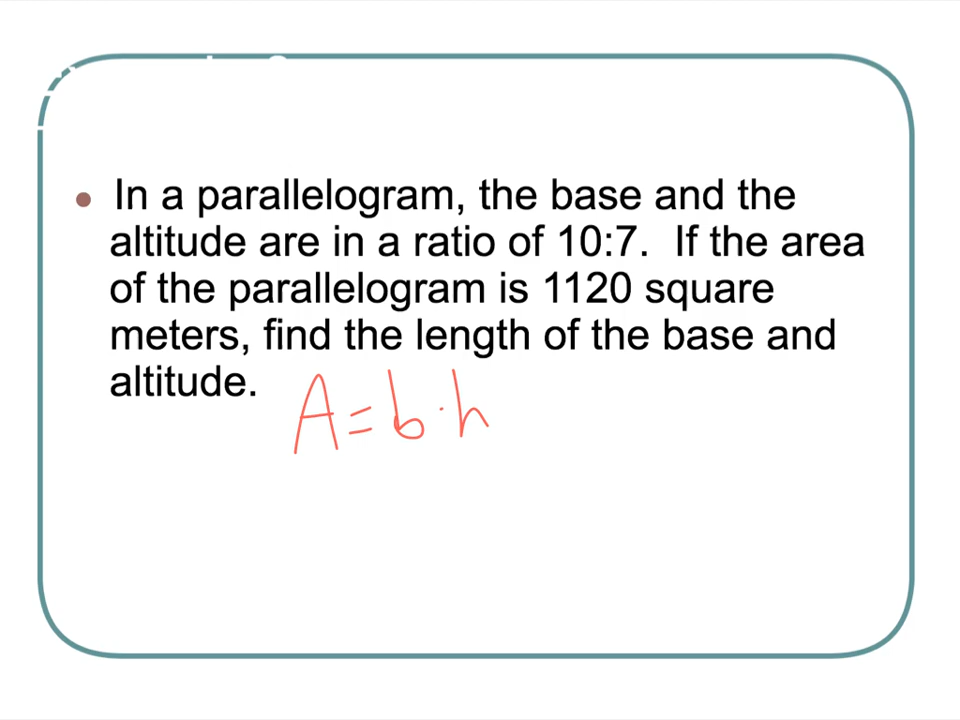 • In a parallelogram, the base and the
altitude are in a ratio of 10:7. If the area
of the parallelogram is 1120 square
meters, find the length of the base and
altitude.
A = b · h